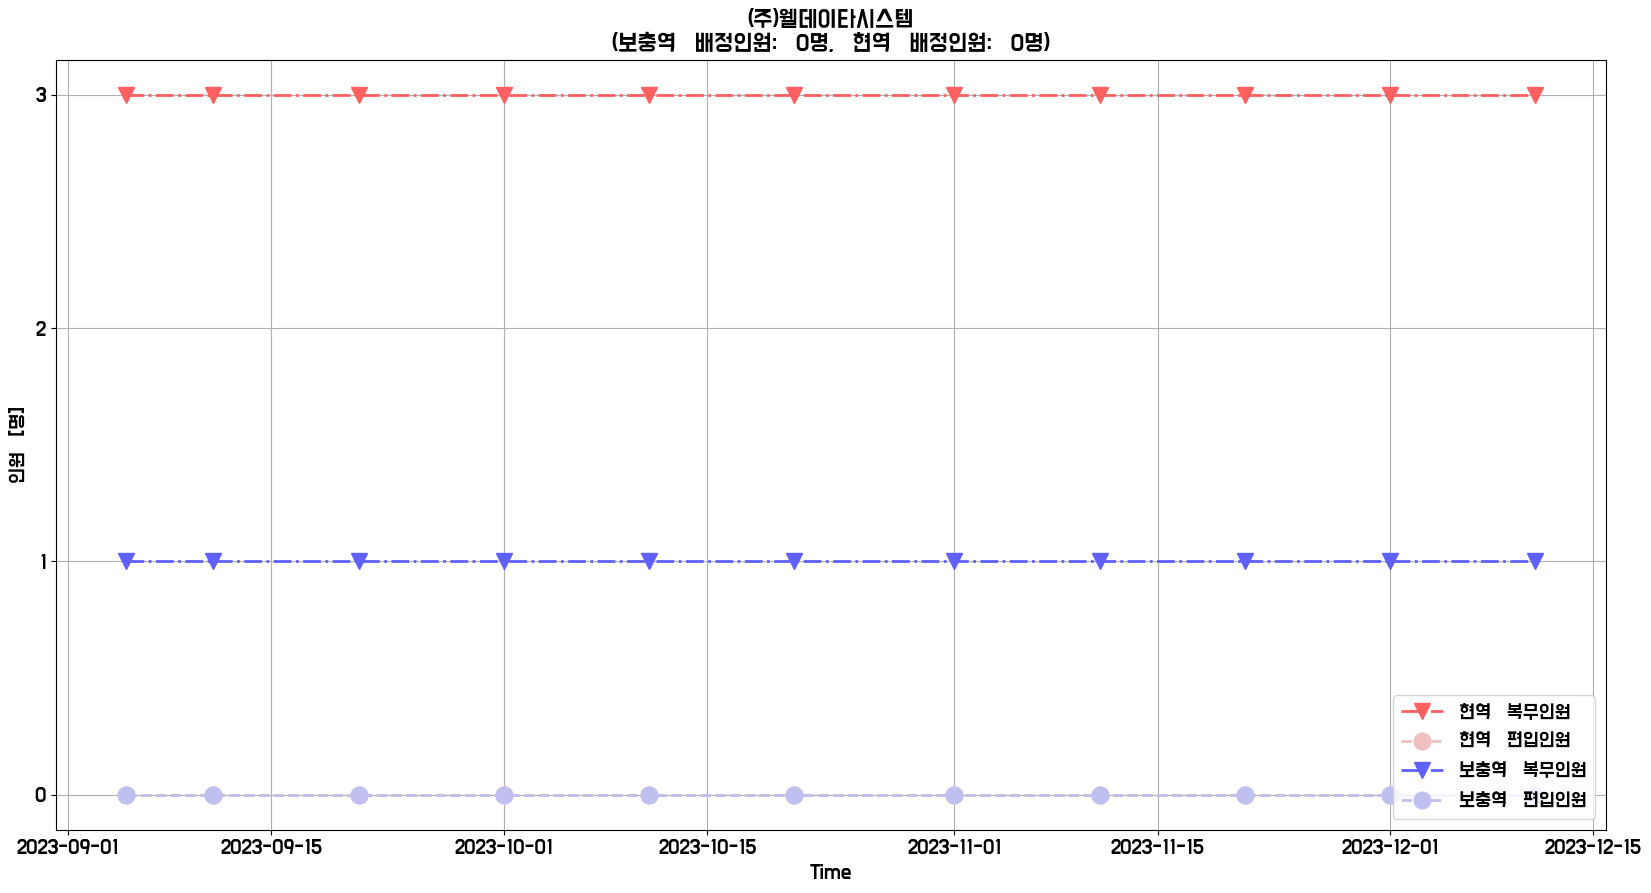 (주)웰데이타시스템
(보충역 배정인원: 0명, 현역 배정인원: 0명)
3
2
1
0
인원 [명]
현역 복무인원
현역 편입인원
보충역 복무인원
보충역 편입인원
2023-09-01 2023-09-15 2023-10-01 2023-10-15 2023-11-01 2023-11-15 2023-12-01 2023-12-15
Time